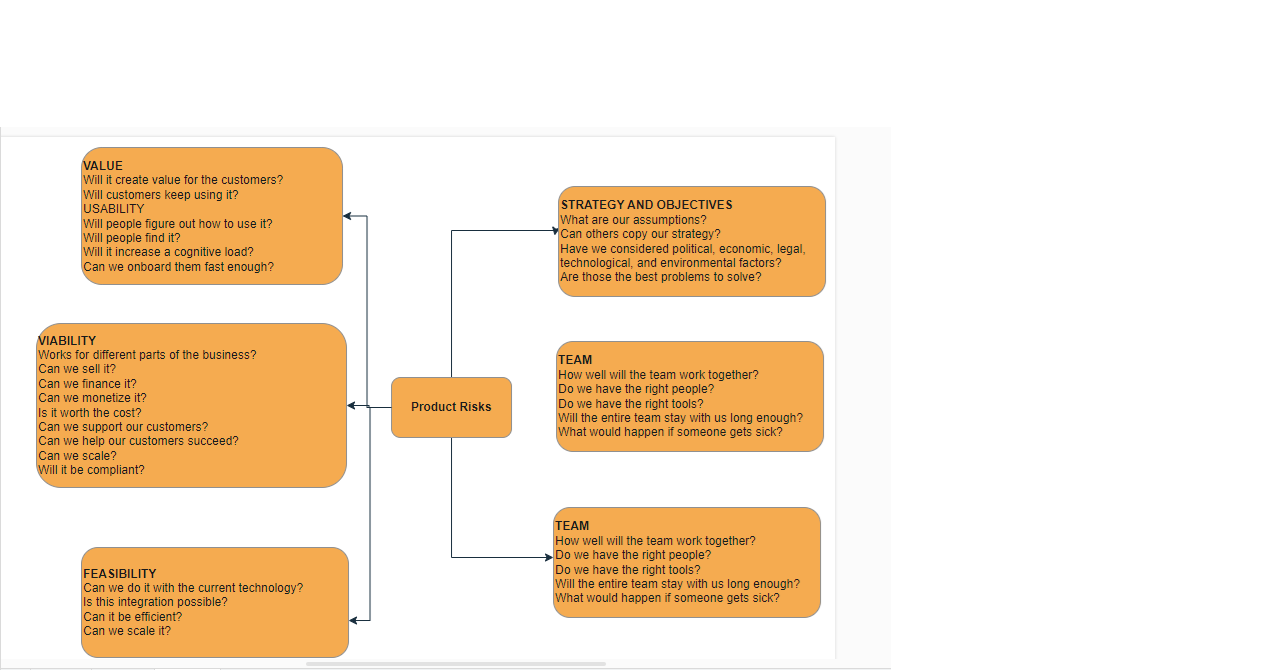 VALUE
Will it create value for the customers?
Will customers keep using it?
USABILITY
Will people figure out how to use it?
Will people find it?
Will it increase a cognitive load?
Can we onboard them fast enough?
VIABILITY
Works for different parts of the business?
Can we sell it?
Can we finance it?
Can we monetize it?
Is it worth the cost?
Can we support our customers?
Can we help our customers succeed?
Can we scale?
Will it be compliant?
FEASIBILITY
Can we do it with the current technology?
Is this integration possible?
Can it be efficient?
Can we scale it?
Product Risks
STRATEGY AND OBJECTIVES
What are our assumptions?
Can others copy our strategy?
Have we considered political, economic, legal,
technological, and environmental factors?
Are those the best problems to solve?
TEAM
How well will the team work together?
Do we have the right people?
Do we have the right tools?
Will the entire team stay with us long enough?
What would happen if someone gets sick?
TEAM
How well will the team work together?
Do we have the right people?
Do we have the right tools?
Will the entire team stay with us long enough?
What would happen if someone gets sick?